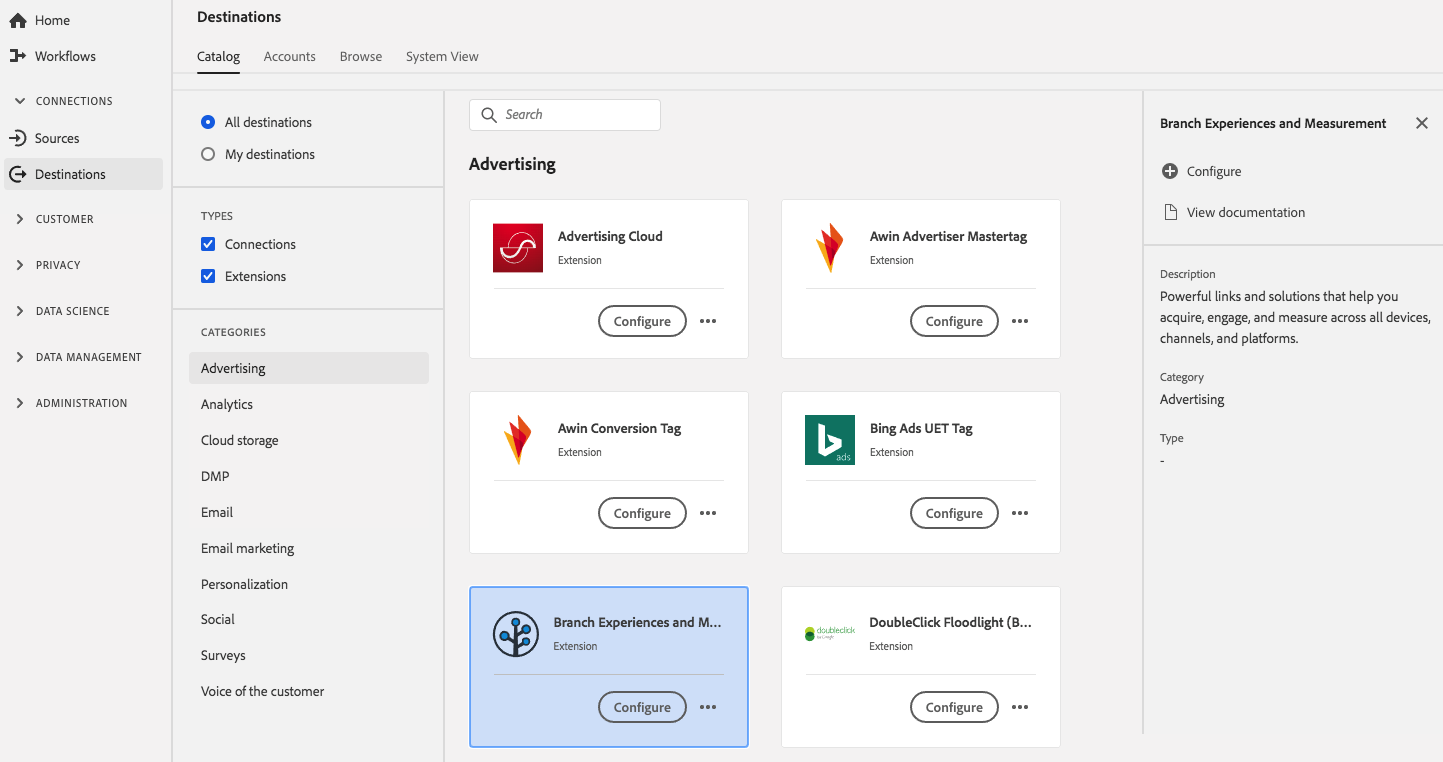 Home
Workflows
CONNECTIONS
Sources
Destinations
CUSTOMER
PRIVACY
DATA SCIENCE
DATA MANAGEMENT
ADMINISTRATION
Destinations
Catalog Accounts Browse System View
All destinations
My destinations
TYPES
Connections
Extensions
CATEGORIES
Advertising
Analytics
Cloud storage
DMP
Email
Email marketing
Personalization
Social
Surveys
Voice of the customer
Search
Advertising
Advertising Cloud
Extension
Configure
Awin Advertiser Mastertag
Extension
Configure
Awin Conversion Tag
Extension
Configure
ads
Bing Ads UET Tag
Extension
Configure
Branch Experiences and M...
Extension
Configure
doubleclick
by Google
DoubleClick Floodlight (B...
Extension
Configure
Branch Experiences and Measurement
Configure
View documentation
Description
Powerful links and solutions that help you
acquire, engage, and measure across all devices,
channels, and platforms.
Category
Advertising
Type
-